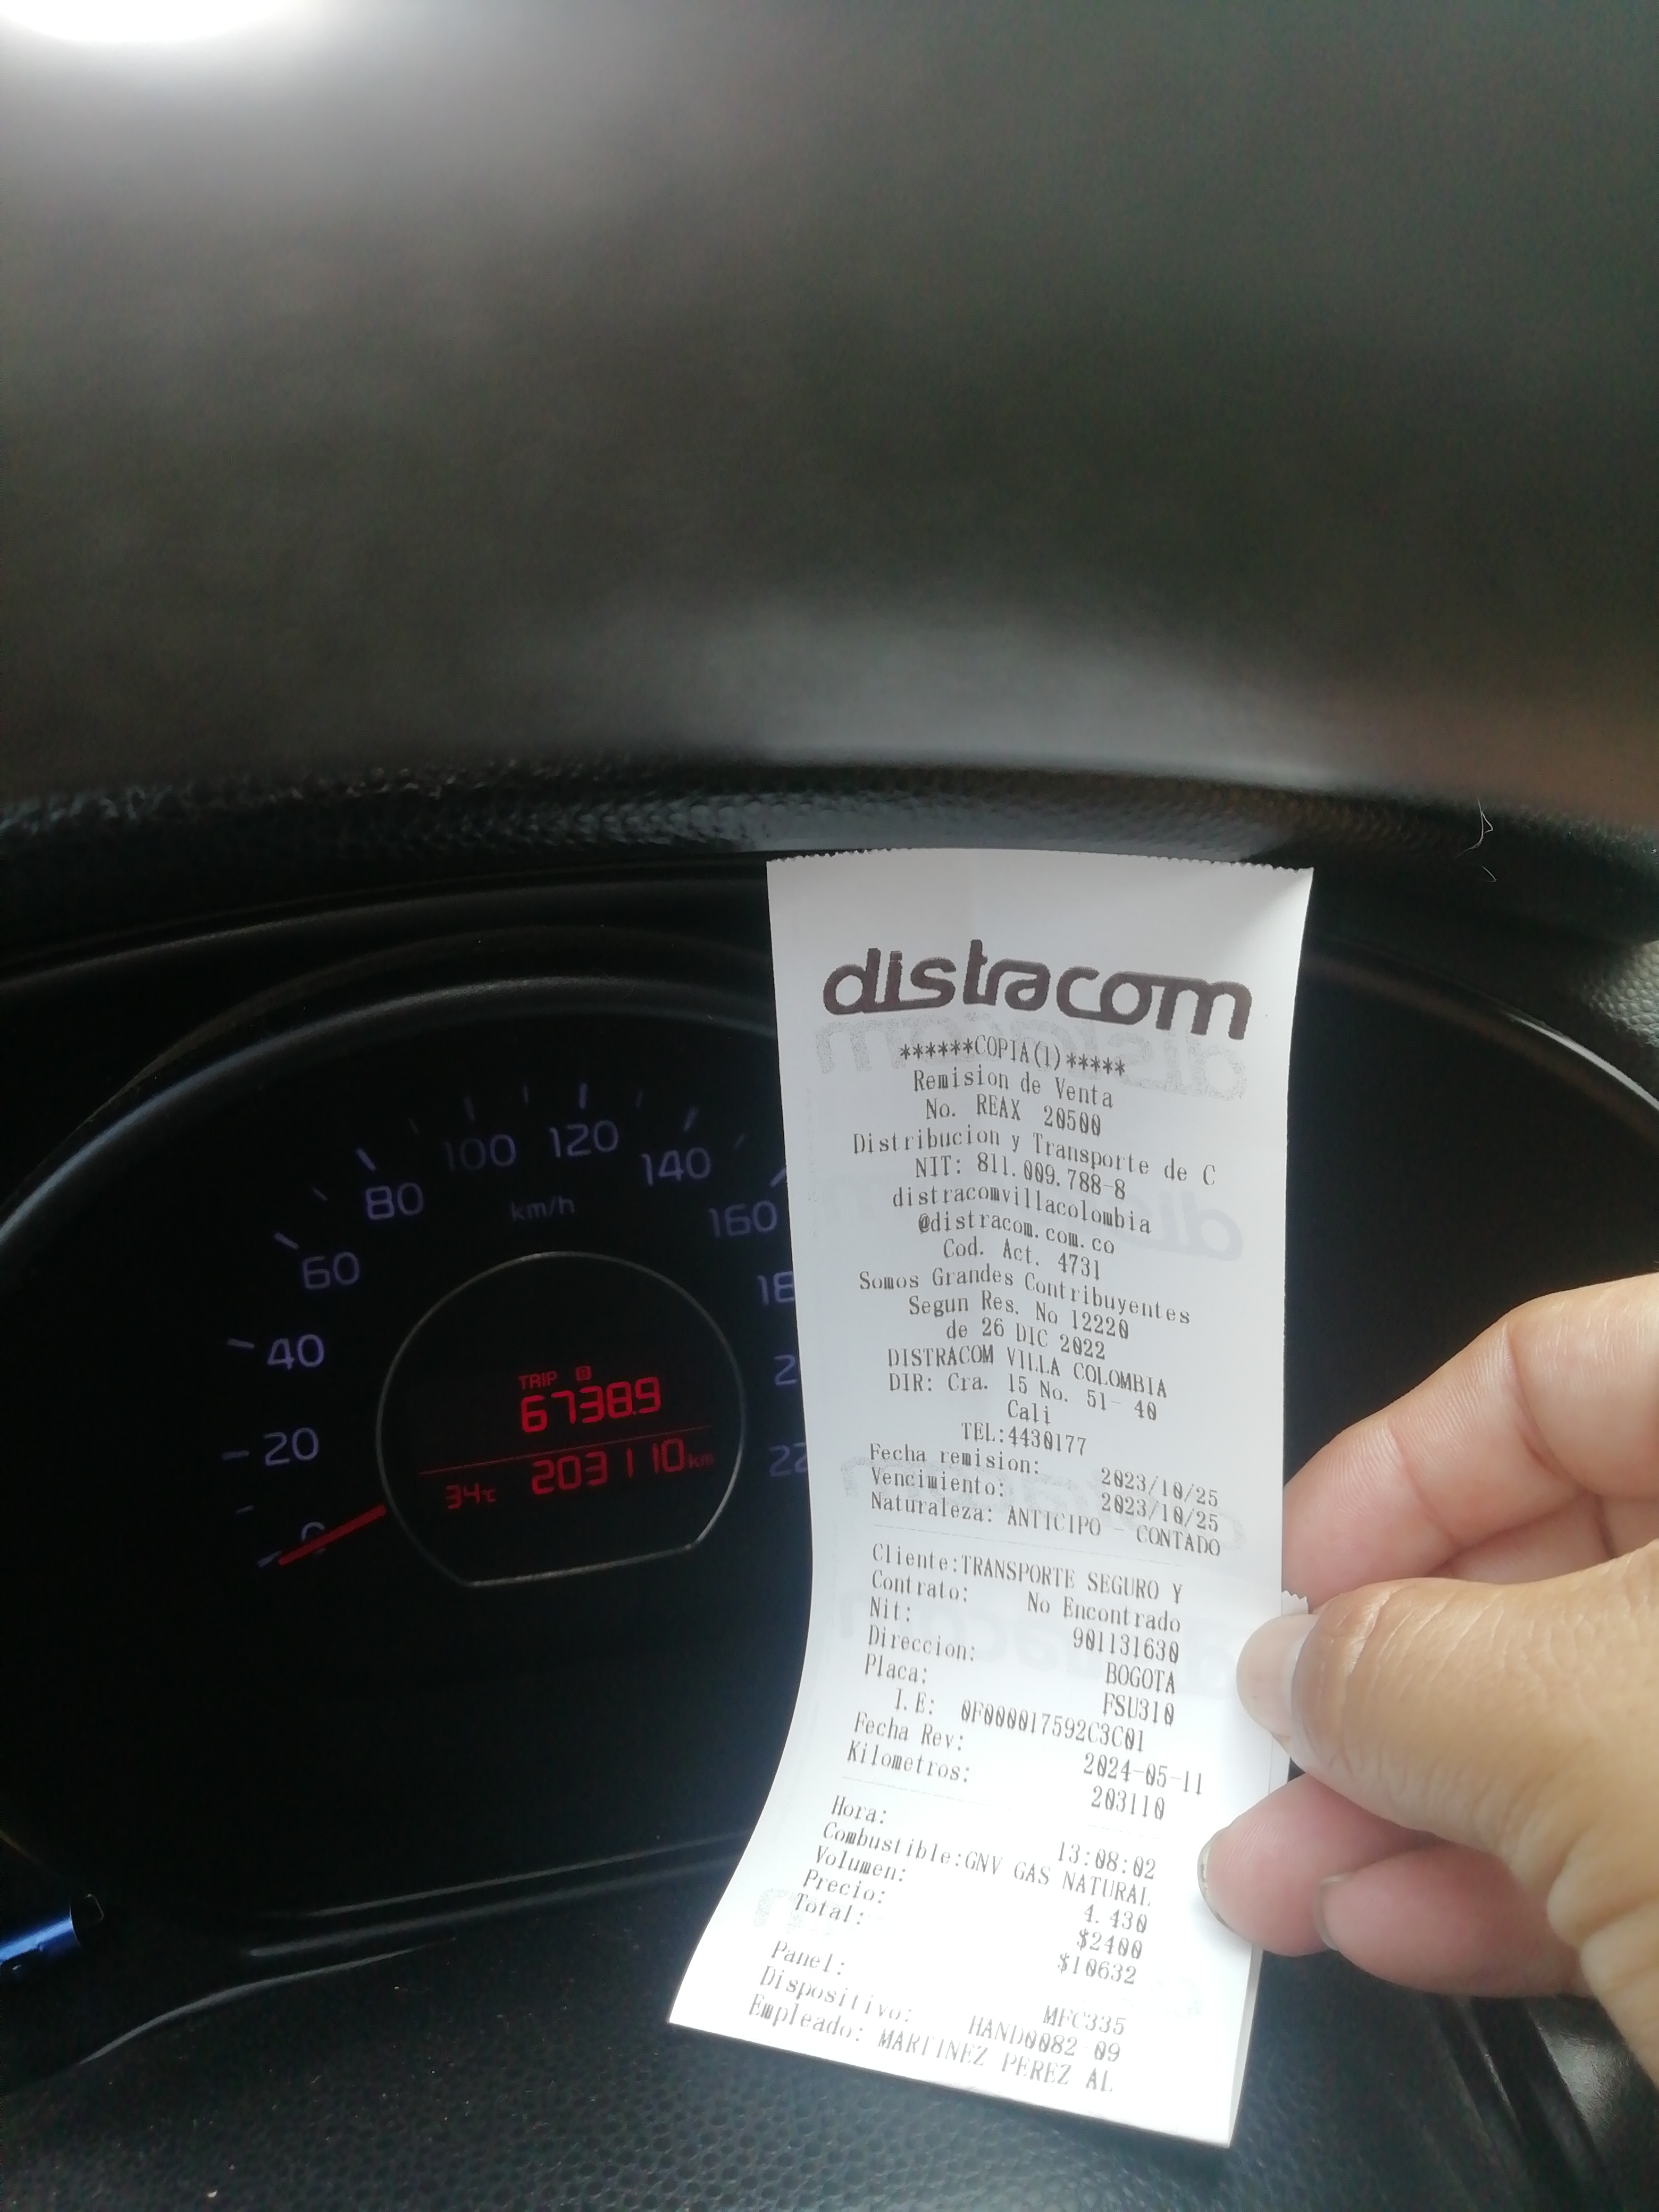 0
20
40
60
80
100
120
140
160
km/h
TRIP B
6738.9
34°C 203110 km
distracom
******COPIA(1)*****
Remision de Venta
No. REAX 20500
Distribucion y Transporte de C
NIT: 811.009.788-8
distracomvillacolombia
@distracom.com.co
Cod. Act. 4731
Somos Grandes Contribuyentes
Segun Res. No 12220
de 26 DIC 2022
DISTRACOM VILLA COLOMBIA
DIR: Cra. 15 No. 51- 40
Cali
TEL:4430177
Fecha remision: 2023/10/25
Vencimiento: 2023/10/25
Naturaleza: ANTICIPO - CONTADO
Cliente:TRANSPORTE SEGURO Y
Contrato: No Encontrado
Nit: 901131630
Direccion: BOGOTA
Placa: FSU310
I.E: 0F000017592C3C01
Fecha Rev: 2024-05-11
Kilometros: 203110
Hora: 13:08:02
Combustible:GNV GAS NATURAL
Volumen: 4.430
Precio: $2400
Total: $10632
Panel: MFC335
Dispositivo: HAND0082 09
Empleado: MARTINEZ PEREZ AL